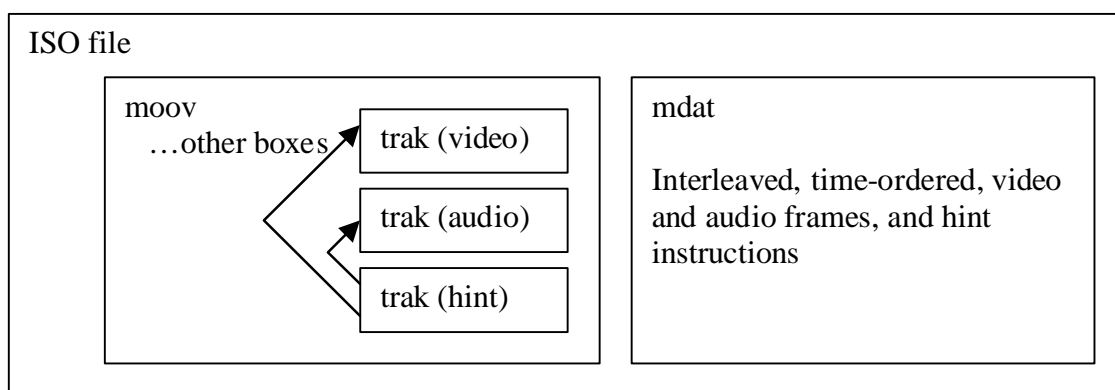 ISO file
moov
…other boxes
trak (video)
trak (audio)
trak (hint)
mdat
Interleaved, time-ordered, video
and audio frames, and hint
instructions